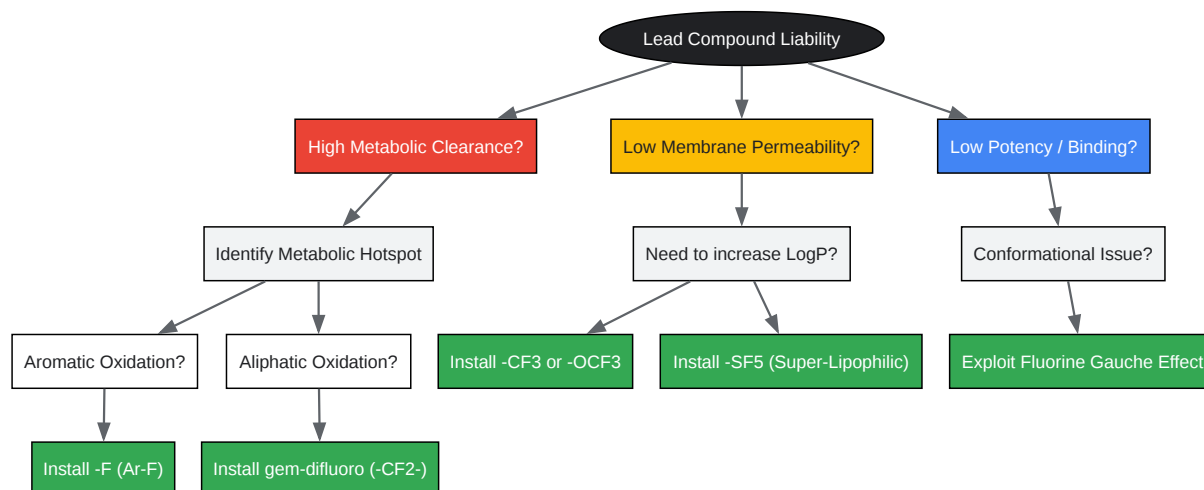 Lead Compound Liability
High Metabolic Clearance?
Low Membrane Permeability?
Low Potency / Binding?
Identify Metabolic Hotspot
Need to increase LogP?
Conformational Issue?
Aromatic Oxidation?
Aliphatic Oxidation?
Install -CF3 or -OCF3
Install -SF5 (Super-Lipophilic)
Exploit Fluorine Gauche Effect
Install -F (Ar-F)
Install gem-difluoro (-CF2-)